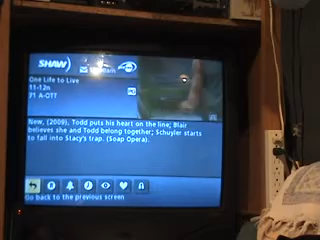 SHAW
One Life to Live
11-12n
71 A-OTT
New, (2009), Todd puts his heart on the line; Blair
believes she and Todd belong together; Schuyler starts
to fall into Stacy's trap. (Soap Opera).
Go back to the previous screen